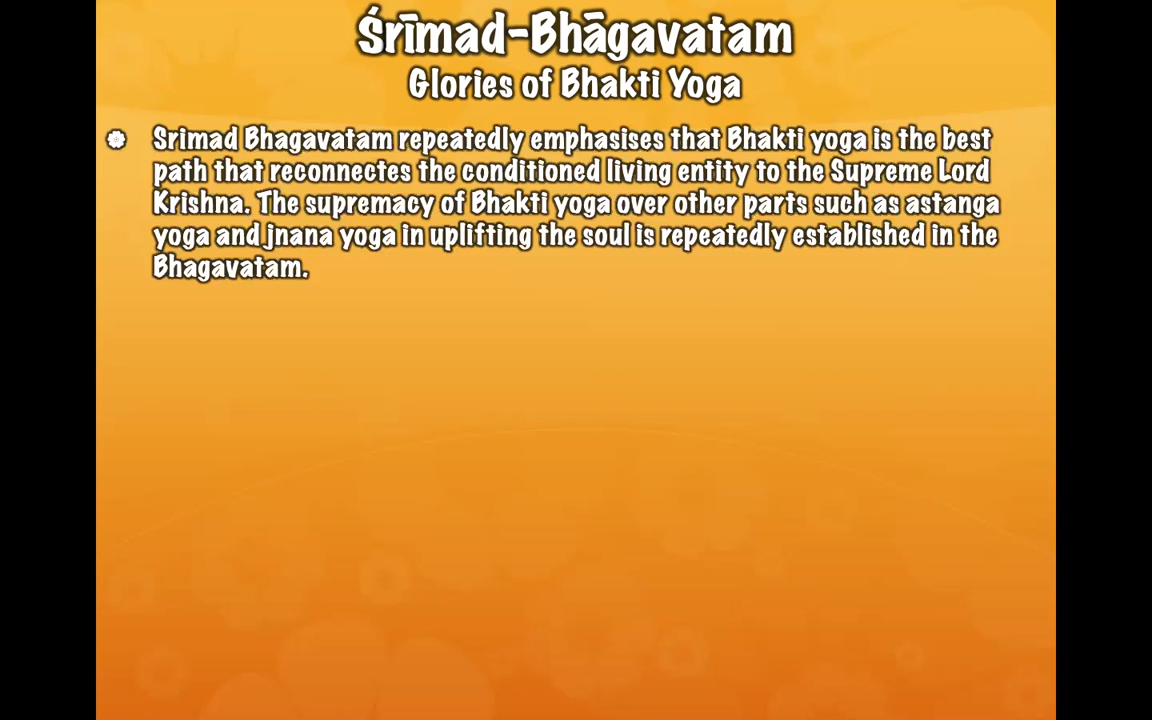 Śrīmad-Bhāgavatam
Glories of Bhakti Yoga
Srimad Bhagavatam repeatedly emphasises that Bhakti yoga is the best
path that reconnectes the conditioned living entity to the Supreme Lord
Krishna. The supremacy of Bhakti yoga over other parts such as astanga
yoga and jnana yoga in uplifting the soul is repeatedly established in the
Bhagavatam.